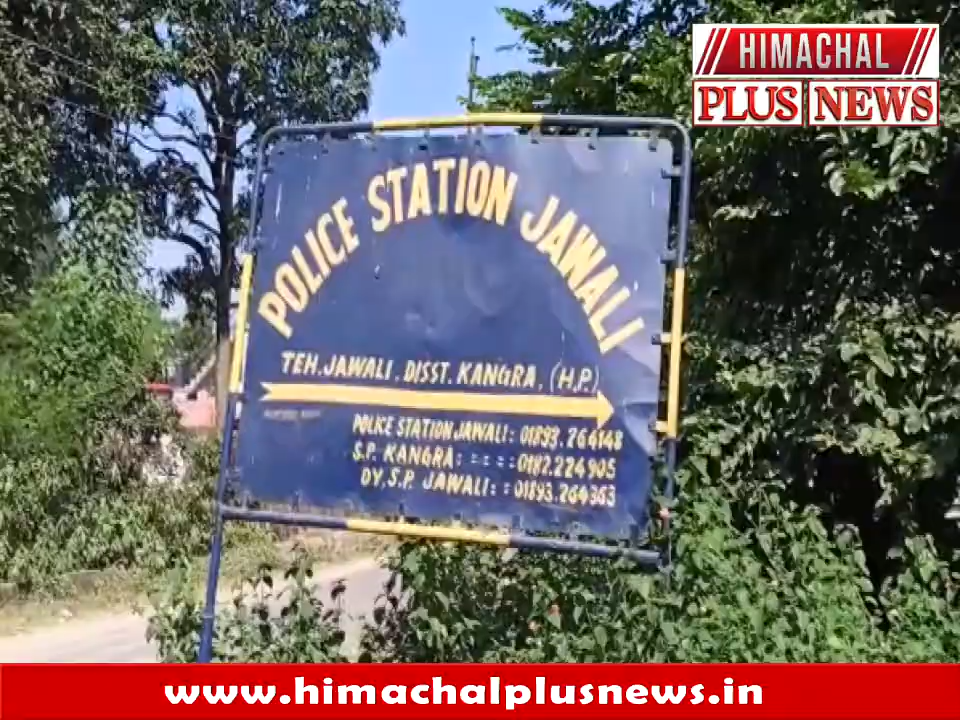 HIMACHAL
PLUS NEWS
POLICE STATION JAWALI
TEH. JAWALI. DISST. KANGRA. (H.P.)
POLICE STATION JAWALI: 01893.264148
S.P. KANGRA: = = = :0182.224905
DY. S.P. JAWALI: = 01893.264363
www.himachalplusnews.in